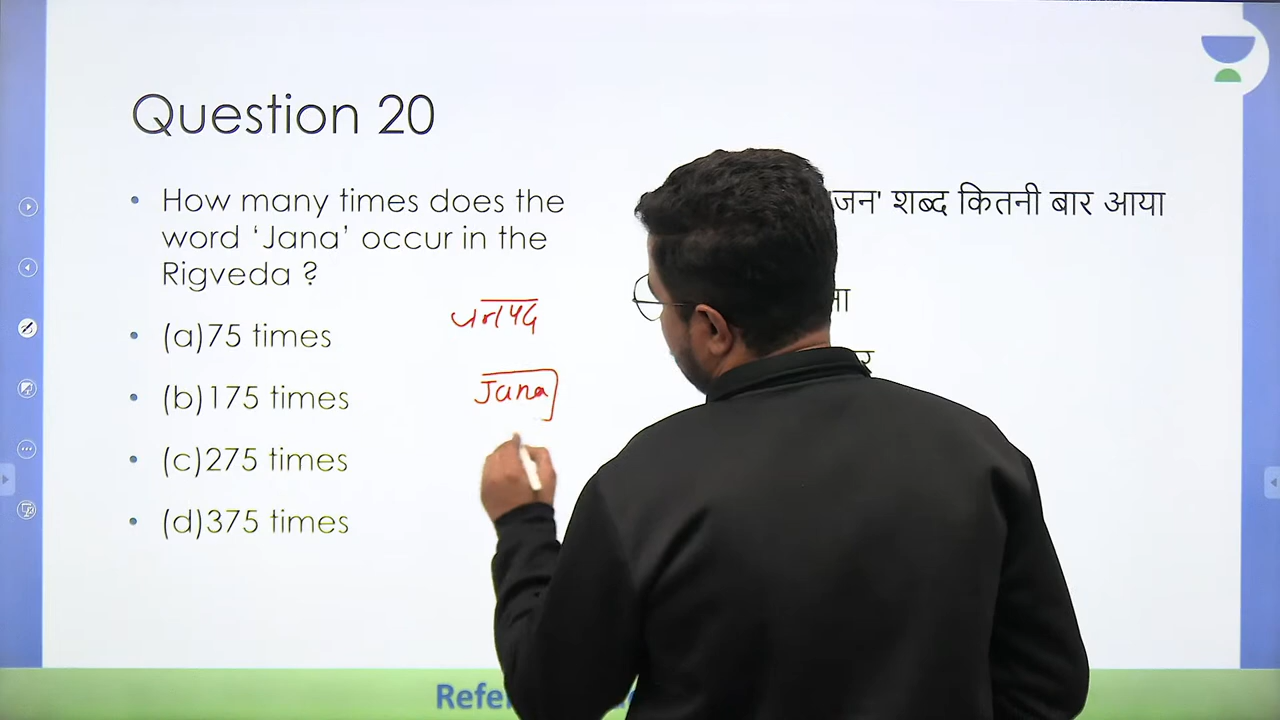 Question 20
• How many times does the
word ‘Jana’ occur in the
Rigveda ?
• (a)75 times
• (b)175 times
• (c)275 times
• (d)375 times
जनपद
Jana
'जन' शब्द कितनी बार आया